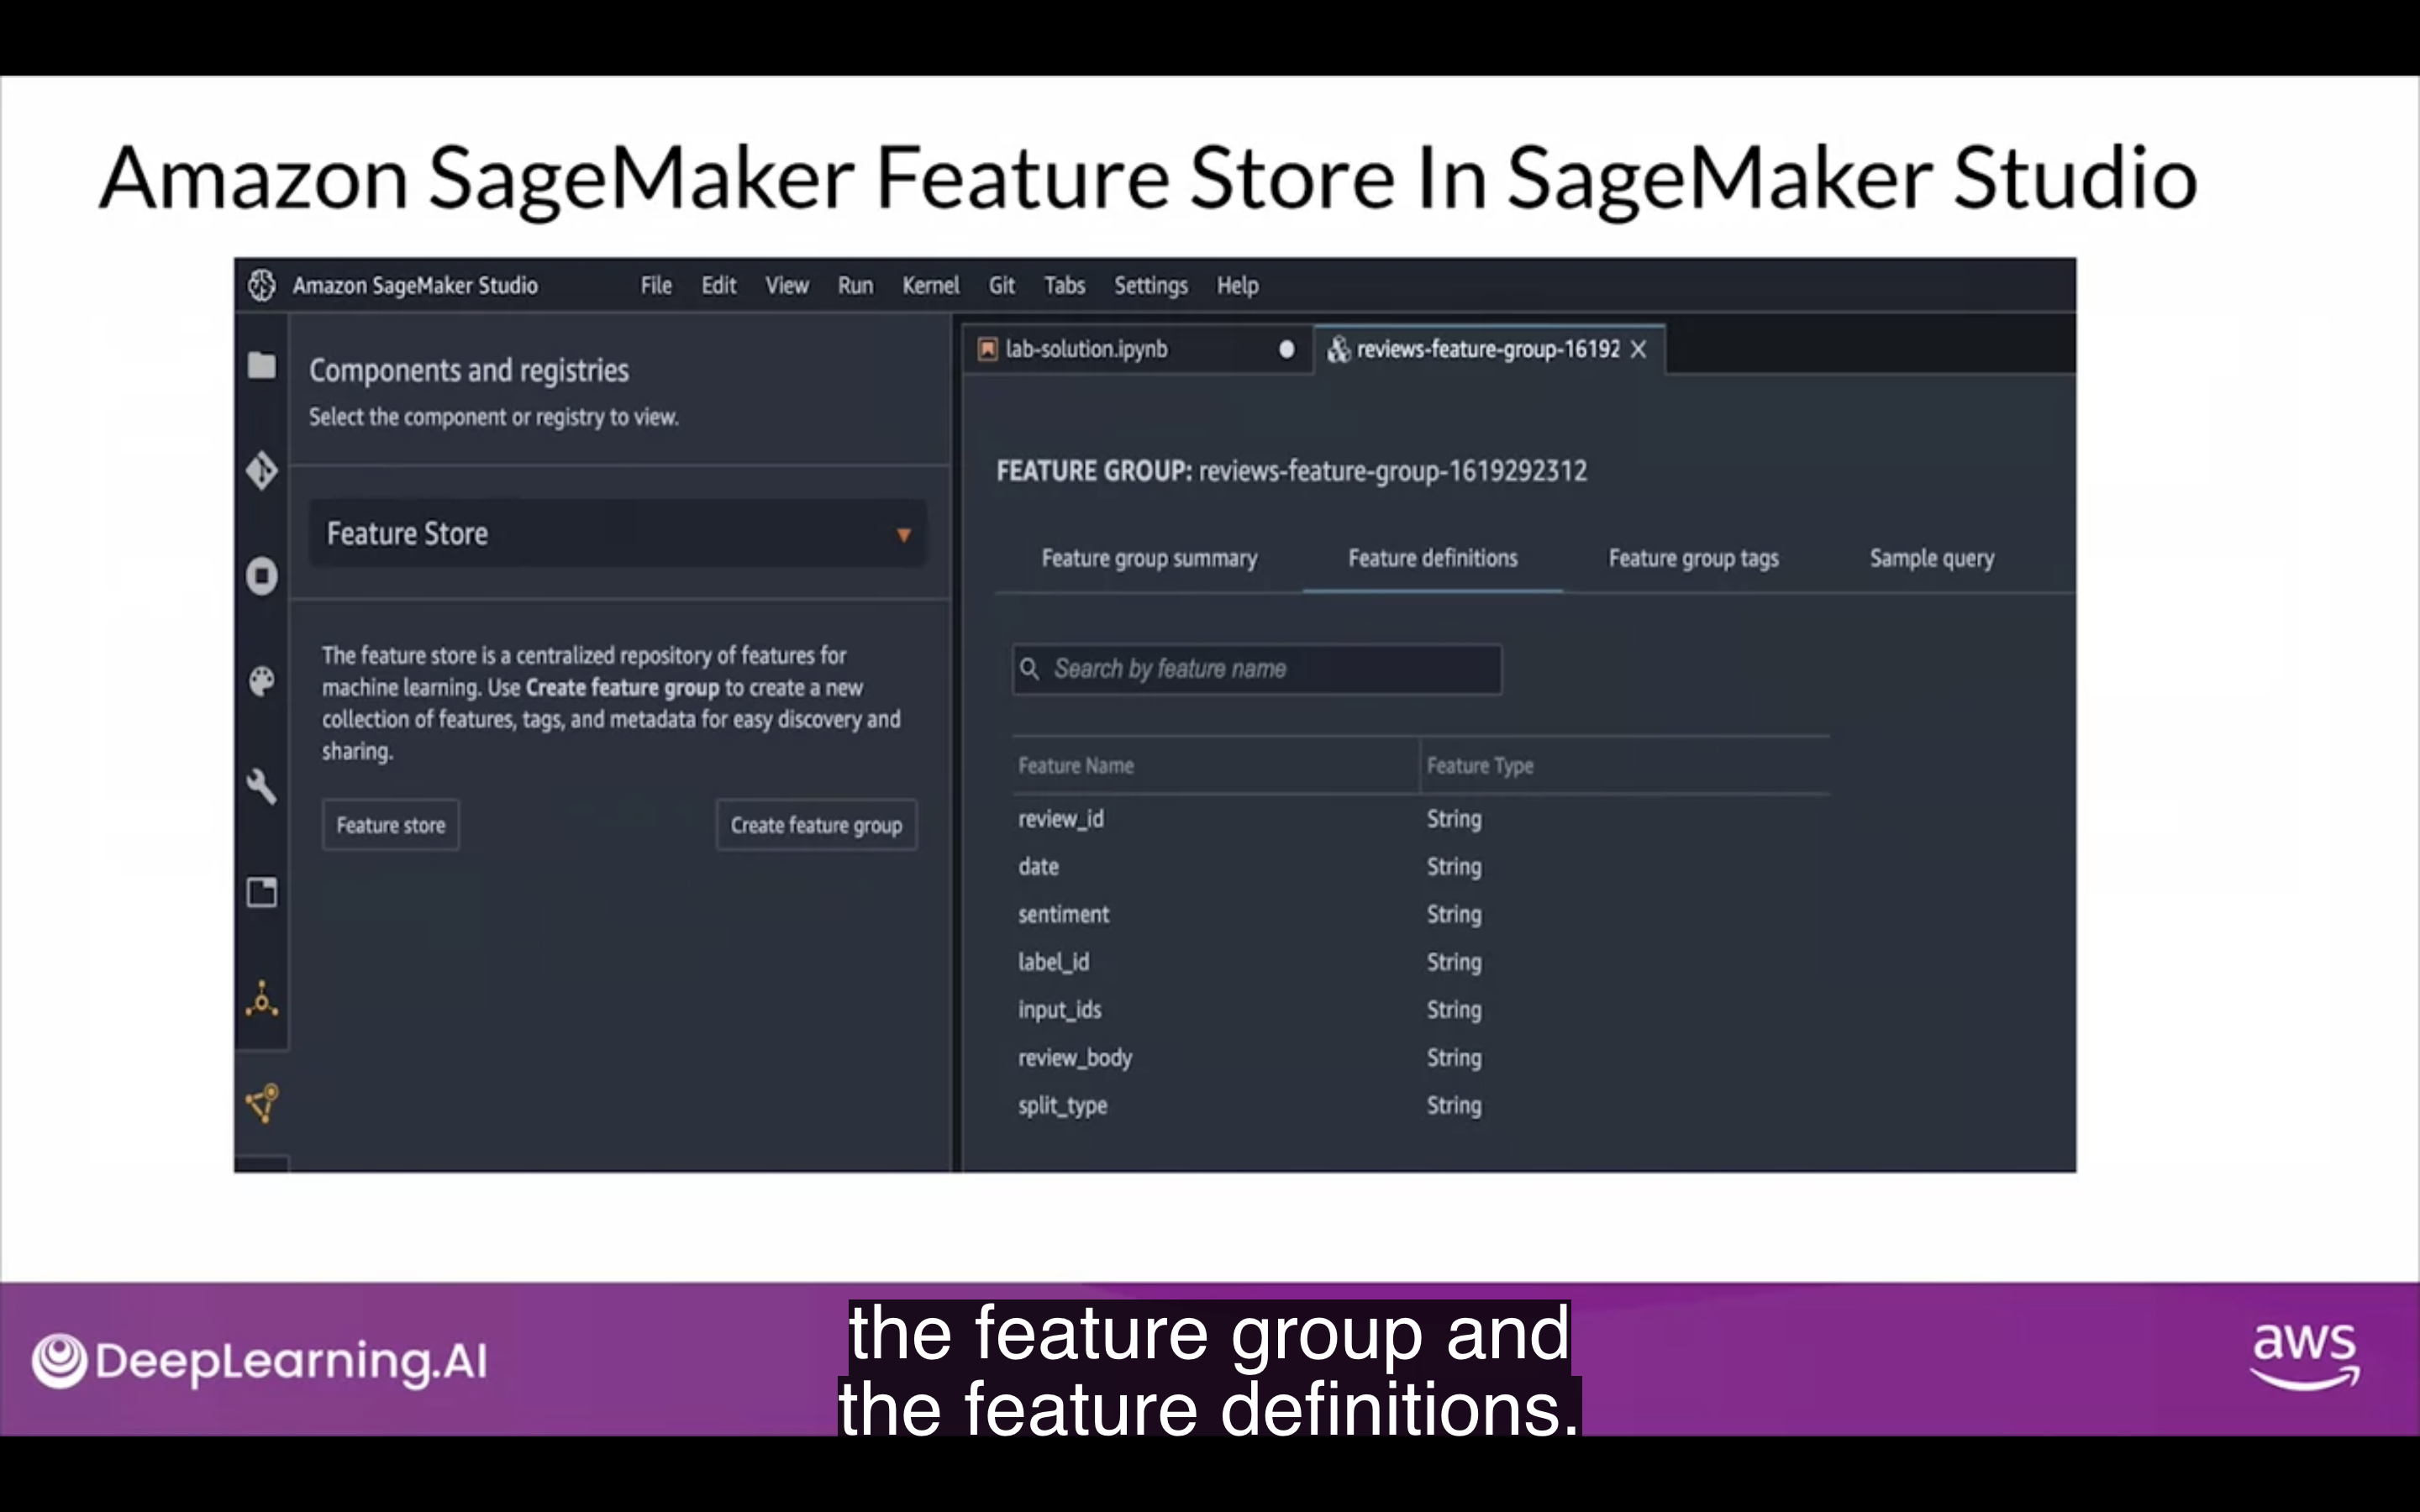 Amazon SageMaker Feature Store In SageMaker Studio
Amazon SageMaker Studio File Edit View Run Kernel Git Tabs Settings Help
Components and registries
Select the component or registry to view.
Feature Store
The feature store is a centralized repository of features for
machine learning. Use Create feature group to create a new
collection of features, tags, and metadata for easy discovery and
sharing.
Feature store Create feature group
lab-solution.ipynb reviews-feature-group-16192
FEATURE GROUP: reviews-feature-group-1619292312
Feature group summary Feature definitions Feature group tags Sample query
Search by feature name
Feature Name Feature Type
review_id String
date String
sentiment String
label_id String
input_ids String
review_body String
split_type String
DeepLearning.AI
the feature group and
the feature definitions.
aws